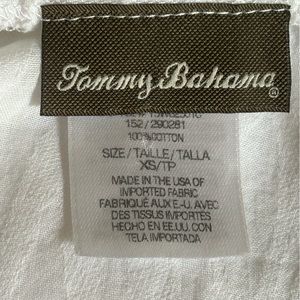 Tommy Bahama®
152/290281
100% COTTON
SIZE/TAILLE/TALLA
XS/TP
MADE IN THE USA OF
IMPORTED FABRIC
FABRIQUÉ AUX E.-U. AVEC
DES TISSUS IMPORTÉS
HECHO EN EE.UU. CON
TELA IMPORTADA